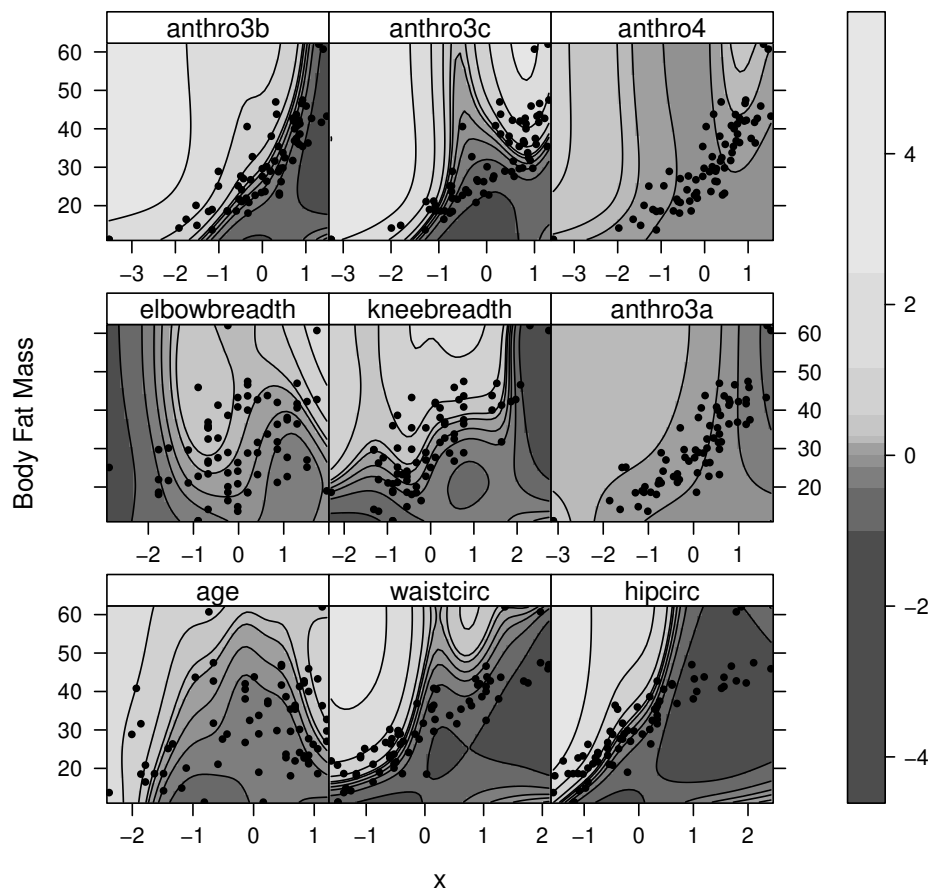 anthro3b anthro3c anthro4
60
50
40
30
20
4
2
0
−2
−4
−3 −2 −1 0 1 −3 −2 −1 0 1 −3 −2 −1 0 1
elbowbreadth kneebreadth anthro3a
60
50
40
30
20
Body Fat Mass
−2 −1 0 1 −2 −1 0 1 2 −3 −2 −1 0 1
age waistcirc hipcirc
60
50
40
30
20
−2 −1 0 1 −1 0 1 2 −1 0 1 2
x